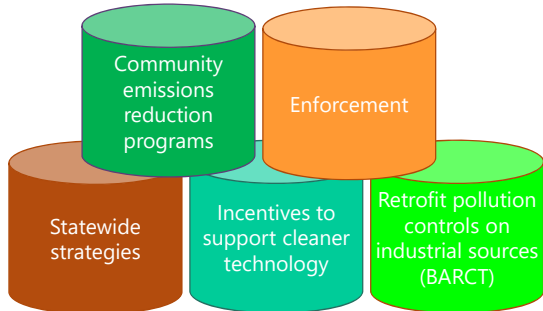 Community
emissions
reduction
programs
Enforcement
Statewide
strategies
Incentives to
support cleaner
technology
Retrofit pollution
controls on
industrial sources
(BARCT)